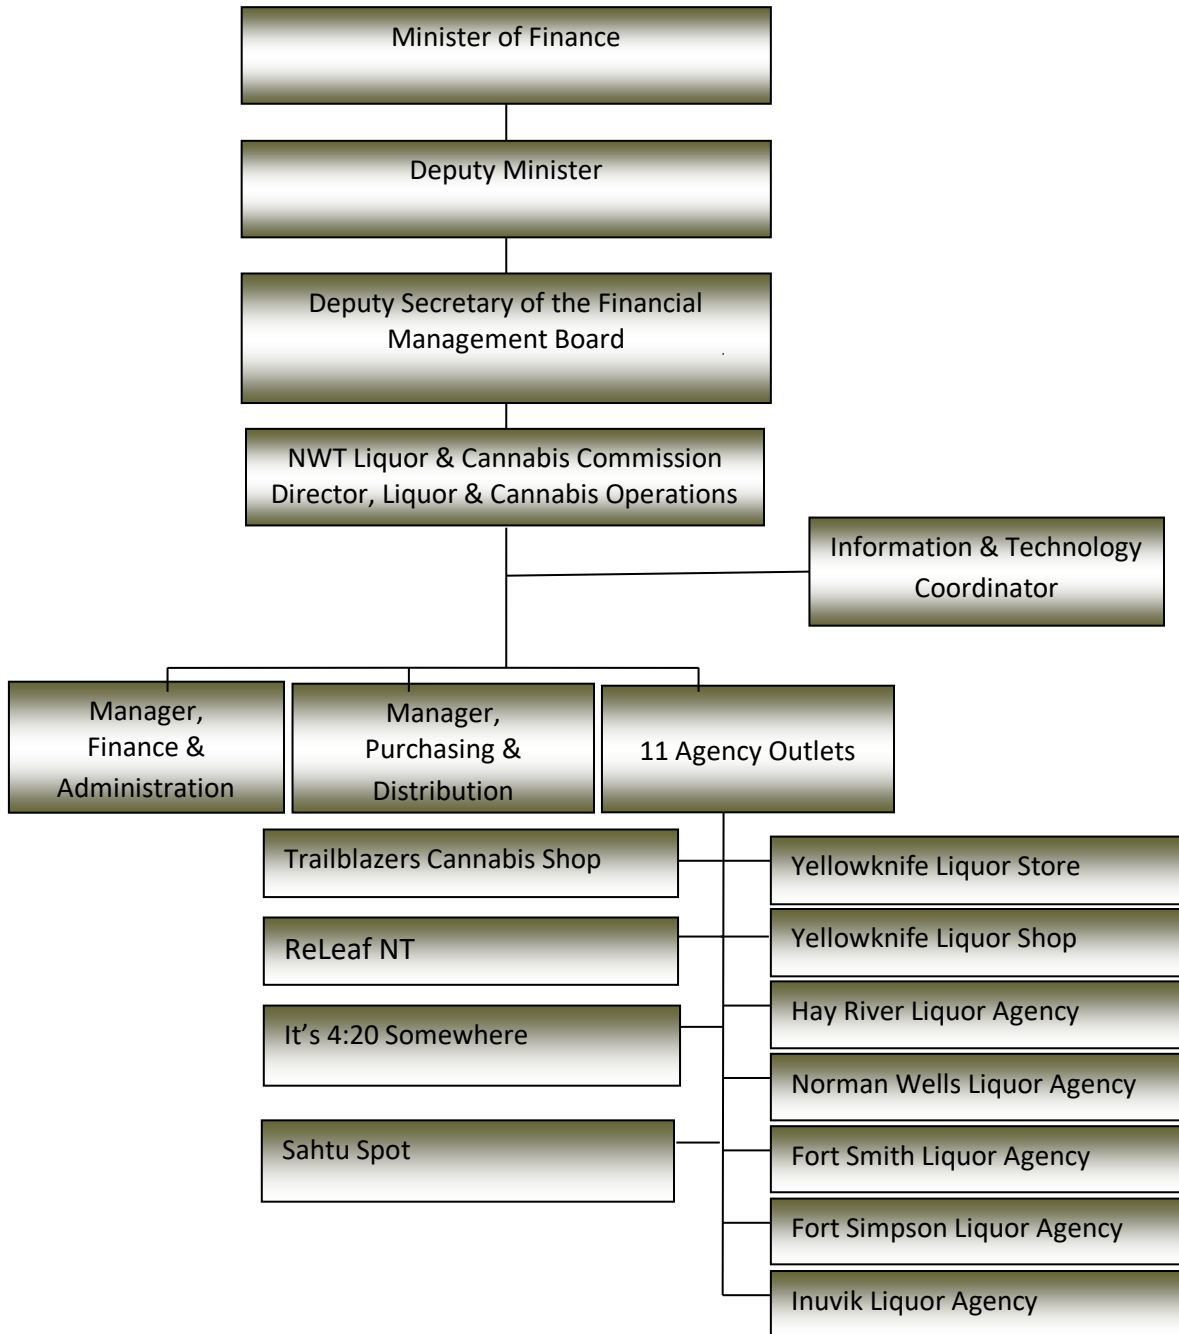 Minister of Finance
Deputy Minister
Deputy Secretary of the Financial
Management Board
.
NWT Liquor & Cannabis Commission
Director, Liquor & Cannabis Operations
Information & Technology
Coordinator
Manager,
Finance &
Administration
Manager,
Purchasing &
Distribution
11 Agency Outlets
Trailblazers Cannabis Shop
ReLeaf NT
It’s 4:20 Somewhere
Sahtu Spot
Yellowknife Liquor Store
Yellowknife Liquor Shop
Hay River Liquor Agency
Norman Wells Liquor Agency
Fort Smith Liquor Agency
Fort Simpson Liquor Agency
Inuvik Liquor Agency